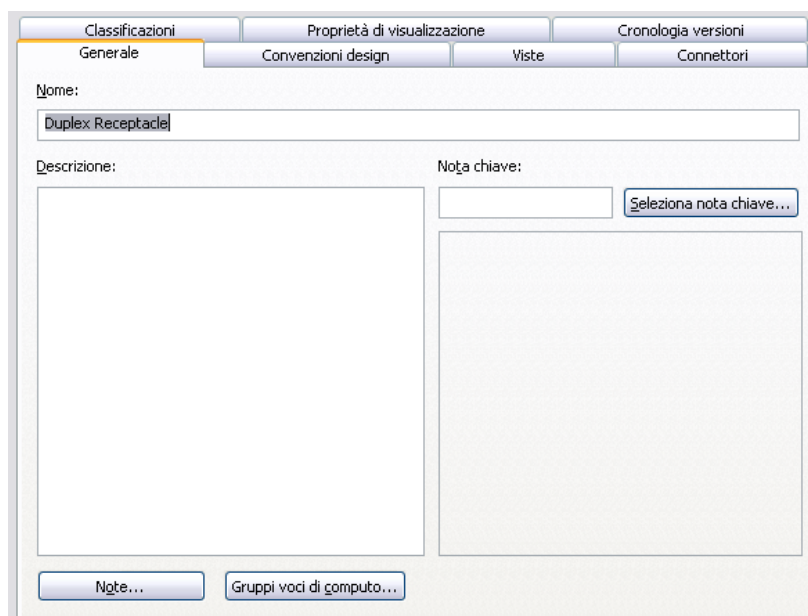 Classificazioni Proprietà di visualizzazione Cronologia versioni
Generale Convenzioni design Viste Connettori
Nome:
Duplex Receptacle
Descrizione: Nota chiave:
Seleziona nota chiave...
Note... Gruppi voci di computo...